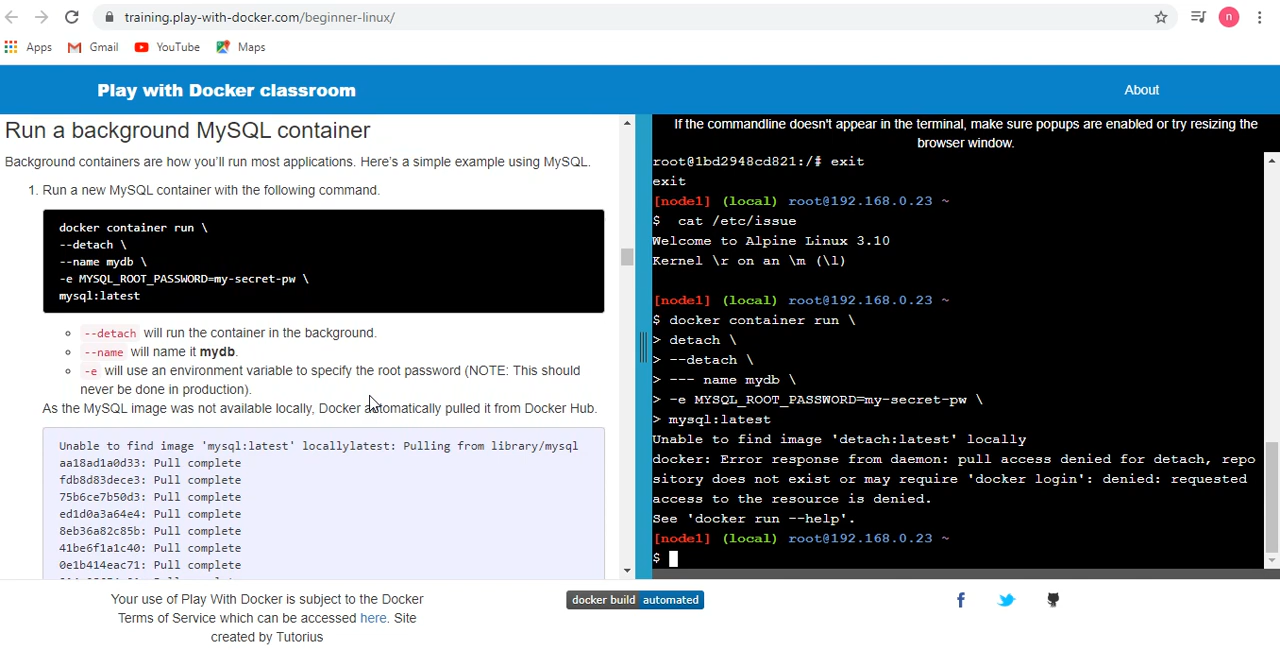 training.play-with-docker.com/beginner-linux/
n
Apps
Gmail
YouTube
Maps
Play with Docker classroom
About
Run a background MySQL container
Background containers are how you'll run most applications. Here's a simple example using MySQL.
1. Run a new MySQL container with the following command.
docker container run \
--detach \
--name mydb \
-e MYSQL_ROOT_PASSWORD=my-secret-pw \
mysql:latest
--detach will run the container in the background.
--name will name it mydb.
-e will use an environment variable to specify the root password (NOTE: This should
never be done in production).
As the MySQL image was not available locally, Docker automatically pulled it from Docker Hub.
Unable to find image 'mysql:latest' locallylatest: Pulling from library/mysql
aa18ad1a0d33: Pull complete
fdb8d83dece3: Pull complete
75b6ce7b50d3: Pull complete
ed1d0a3a64e4: Pull complete
8eb36a82c85b: Pull complete
41be6f1a1c40: Pull complete
0e1b414eac71: Pull complete
If the commandline doesn't appear in the terminal, make sure popups are enabled or try resizing the
browser window.
root@1bd2948cd821:/# exit
exit
[node1] (local) root@192.168.0.23 ~
$  cat /etc/issue
Welcome to Alpine Linux 3.10
Kernel \r on an \m (\l)
[node1] (local) root@192.168.0.23 ~
$ docker container run \
> detach \
> --detach \
> --- name mydb \
> -e MYSQL_ROOT_PASSWORD=my-secret-pw \
> mysql:latest
Unable to find image 'detach:latest' locally
docker: Error response from daemon: pull access denied for detach, repo
sitory does not exist or may require 'docker login': denied: requested
access to the resource is denied.
See 'docker run --help'.
[node1] (local) root@192.168.0.23 ~
$
Your use of Play With Docker is subject to the Docker
Terms of Service which can be accessed here. Site
created by Tutorius
docker build automated